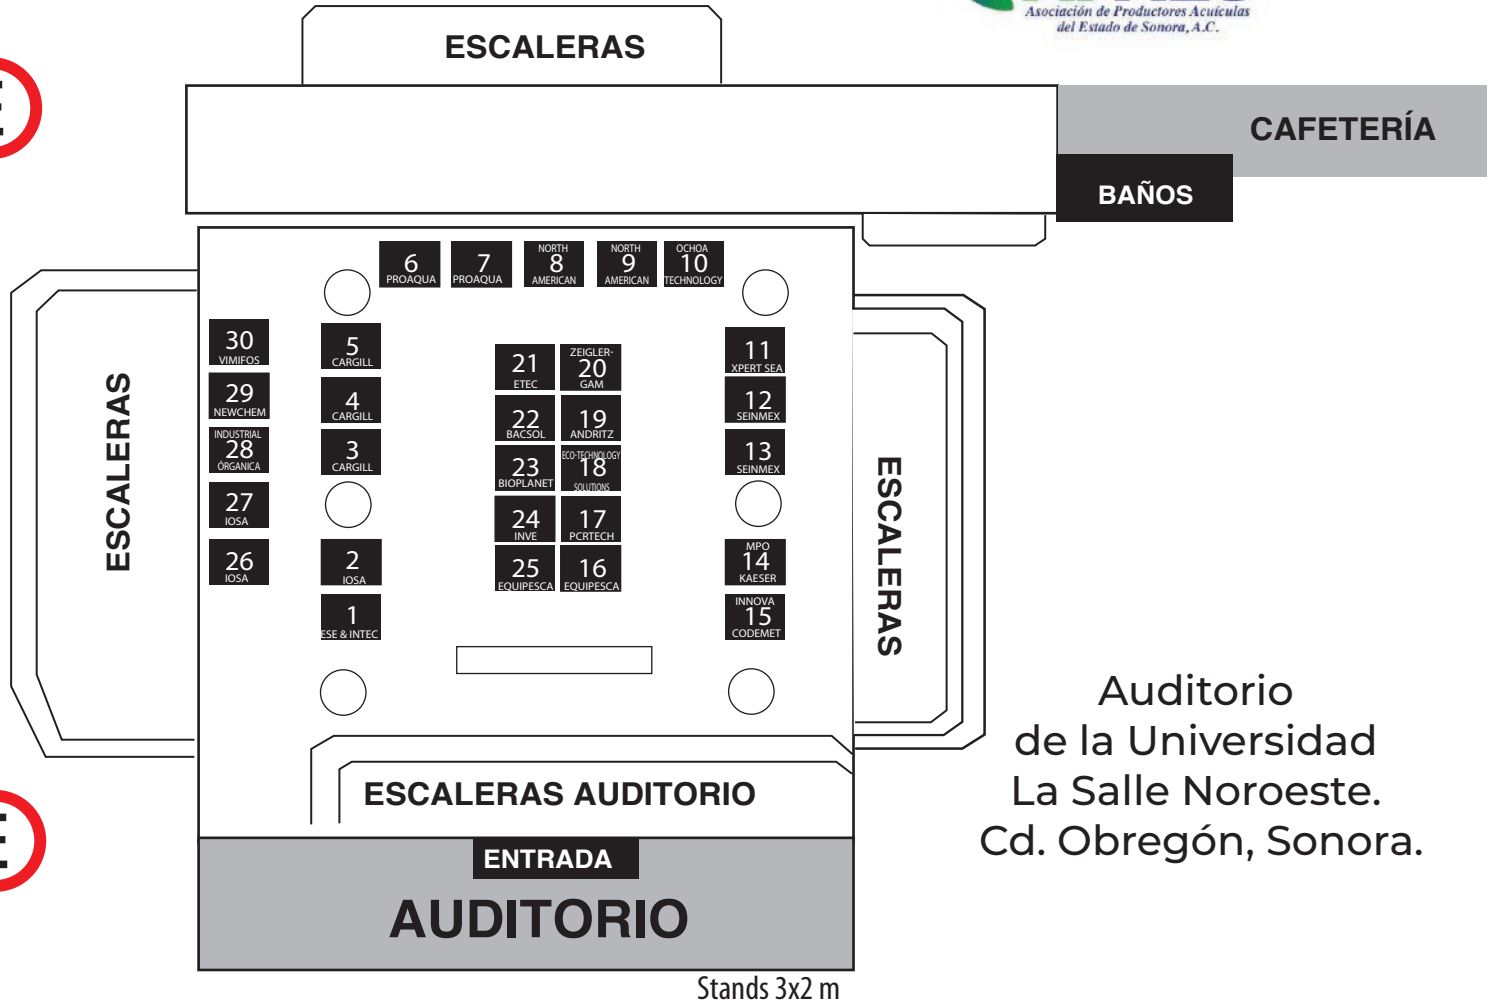 Asociación de Productores Acuículas
del Estado de Sonora, A.C.
ESCALERAS
E
CAFETERÍA
BAÑOS
6
PROAQUA
7
PROAQUA
NORTH
8
AMERICAN
NORTH
9
AMERICAN
OCHOA
10
TECHNOLOGY
30
VIMIFOS
5
CARGILL
21
ETEC
ZEIGLER-
20
GAM
11
XPERT SEA
29
NEWCHEM
4
CARGILL
22
BACSOL
19
ANDRITZ
12
SEINMEX
INDUSTRIAL
28
ÓRGANICA
3
CARGILL
23
BIOPLANET
ECO-TECHNOLOGY
18
SOLUTIONS
13
SEINMEX
27
IOSA
24
INVE
17
PCRTECH
26
IOSA
2
IOSA
25
EQUIPESCA
16
EQUIPESCA
MPO
14
KAESER
1
ESE & INTEC
INNOVA
15
CODEMET
ESCALERAS
ESCALERAS
Auditorio
de la Universidad
La Salle Noroeste.
Cd. Obregón, Sonora.
ESCALERAS AUDITORIO
E
ENTRADA
AUDITORIO
Stands 3x2 m